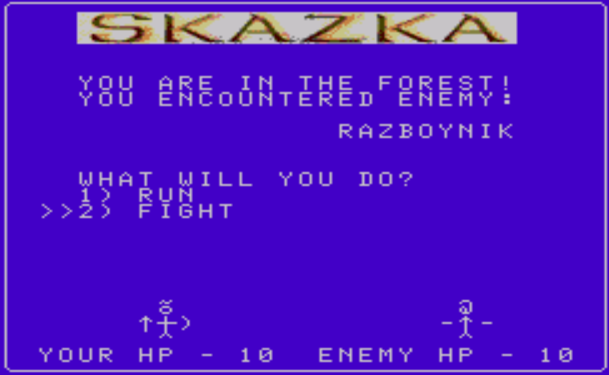 SKAZKA
YOU ARE IN THE FOREST!
YOU ENCOUNTERED ENEMY:
RAZBOYNIK
WHAT WILL YOU DO?
1) RUN
>>2) FIGHT
YOUR HP - 10 ENEMY HP - 10